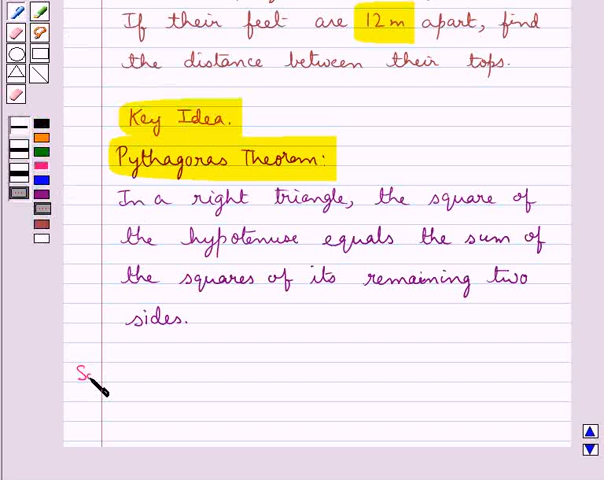 If their feet are 12 m apart, find
the distance between their tops.
Key Idea.
Pythagoras Theorem:
In a right triangle, the square of
the hypotenuse equals the sum of
the squares of its remaining two
sides.